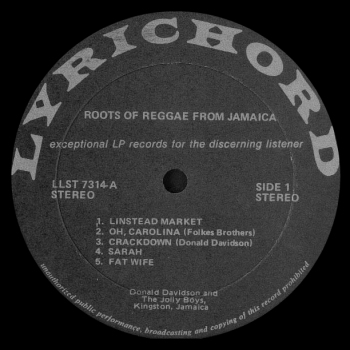 LYRICHORD
ROOTS OF REGGAE FROM JAMAICA
exceptional LP records for the discerning listener
LLST 7314-A
STEREO
SIDE 1
STEREO
1. LINSTEAD MARKET
2. OH, CAROLINA (Folkes Brothers)
3. CRACKDOWN (Donald Davidson)
4. SARAH
5. FAT WIFE
Donald Davidson and
The Jolly Boys,
Kingston, Jamaica
unauthorized public performance, broadcasting and copying of this record prohibited